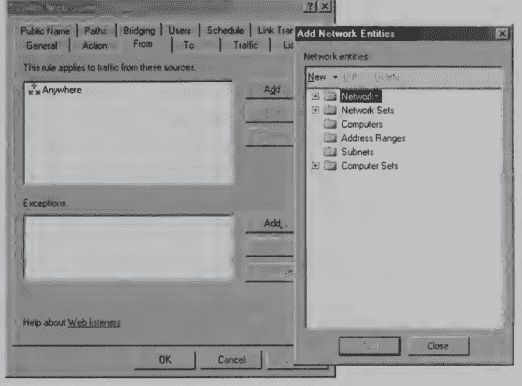 Public Name Paths Bridging Users Schedule Link
General Action From To Traffic
This rule applies to traffic from these sources:
Anywhere
Add...
Exceptions:
Add...
Help about Web listeners
OK Cancel
Add Network Entities
Network entities:
New Delete
Networks
Network Sets
Computers
Address Ranges
Subnets
Computer Sets
Close